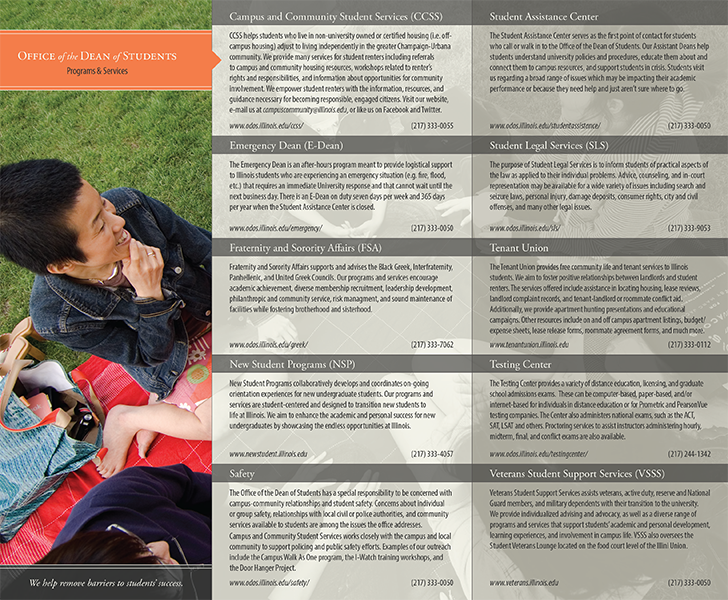 OFFICE of the DEAN of STUDENTS
Programs & Services
We help remove barriers to students' success.
Campus and Community Student Services (CCSS)
CCSS helps students who live in non-university owned or certified housing (i.e. off-
campus housing) adjust to living independently in the greater Champaign-Urbana
community. We provide many services for student renters including referrals
to campus and community housing resources, workshops related to renter's
rights and responsibilities, and information about opportunities for community
involvement. We empower student renters with the information, resources, and
guidance necessary for becoming responsible, engaged citizens. Visit our website,
e-mail us at campuscommunity@illinois.edu, or like us on Facebook and Twitter.
www.odos.illinois.edu/ccss/ (217) 333-0055
Emergency Dean (E-Dean)
The Emergency Dean is an after-hours program meant to provide logistical support
to Illinois students who are experiencing an emergency situation (e.g. fire, flood,
etc.) that requires an immediate University response and that cannot wait until the
next business day. There is an E-Dean on duty seven days per week and 365 days
per year when the Student Assistance Center is closed.
www.odos.illinois.edu/emergency/ (217) 333-0050
Fraternity and Sorority Affairs (FSA)
Fraternity and Sorority Affairs supports and advises the Black Greek, Interfraternity,
Panhellenic, and United Greek Councils. Our programs and services encourage
academic achievement, diverse membership recruitment, leadership development,
philanthropic and community service, risk managment, and sound maintenance of
facilities while fostering brotherhood and sisterhood.
www.odos.illinois.edu/greek/ (217) 333-7062
New Student Programs (NSP)
New Student Programs collaboratively develops and coordinates on-going
orientation experiences for new undergraduate students. Our programs and
services are student-centered and designed to transition new students to
life at Illinois. We aim to enhance the academic and personal success for new
undergraduates by showcasing the endless opportunities at Illinois.
www.newstudent.illinois.edu (217) 333-4057
Safety
The Office of the Dean of Students has a special responsibility to be concerned with
campus-community relationships and student safety. Concerns about individual
or group safety, relationships with local civil or police authorities, and community
services available to students are among the issues the office addresses.
Campus and Community Student Services works closely with the campus and local
community to support policing and public safety efforts. Examples of our outreach
include the Campus Walk As One program, the I-Watch training workshops, and
the Door Hanger Project.
www.odos.illinois.edu/safety/ (217) 333-0050
Student Assistance Center
The Student Assistance Center serves as the first point of contact for students
who call or walk in to the Office of the Dean of Students. Our Assistant Deans help
students understand university policies and procedures, educate them about and
connect them to campus resources, and support students in crisis. Students visit
us regarding a broad range of issues which may be impacting their academic
performance or because they need help and just aren't sure where to go.
www.odos.illinois.edu/studentassistance/ (217) 333-0050
Student Legal Services (SLS)
The purpose of Student Legal Services is to inform students of practical aspects of
the law as applied to their individual problems. Advice, counseling, and in-court
representation may be available for a wide variety of issues including search and
seizure laws, personal injury, damage deposits, consumer rights, city and civil
offenses, and many other legal issues.
www.odos.illinois.edu/sls/ (217) 333-9053
Tenant Union
The Tenant Union provides free community life and tenant services to Illinois
students. We aim to foster positive relationships between landlords and student
renters. The services offered include assistance in locating housing, lease reviews,
landlord complaint records, and tenant-landlord or roommate conflict aid.
Additionally, we provide apartment hunting presentations and educational
campaigns. Other resources include on and off campus apartment listings, budget/
expense sheets, lease release forms, roommate agreement forms, and much more.
www.tenantunion.illinois.edu (217) 333-0112
Testing Center
The Testing Center provides a variety of distance education, licensing, and graduate
school admissions exams. These can be computer-based, paper-based, and/or
internet-based for individuals in distance education or for Prometric and PearsonVue
testing companies. The Center also administers national exams, such as the ACT,
SAT, LSAT and others. Proctoring services to assist instructors administering hourly,
midterm, final, and conflict exams are also available.
www.odos.illinois.edu/testingcenter/ (217) 244-1342
Veterans Student Support Services (VSSS)
Veterans Student Support Services assists veterans, active duty, reserve and National
Guard members, and military dependents with their transition to the university.
We provide individualized advising and advocacy, as well as a diverse range of
programs and services that support students' academic and personal development,
learning experiences, and involvement in campus life. VSSS also oversees the
Student Veterans Lounge located on the food court level of the Illini Union.
www.veterans.illinois.edu (217) 333-0050